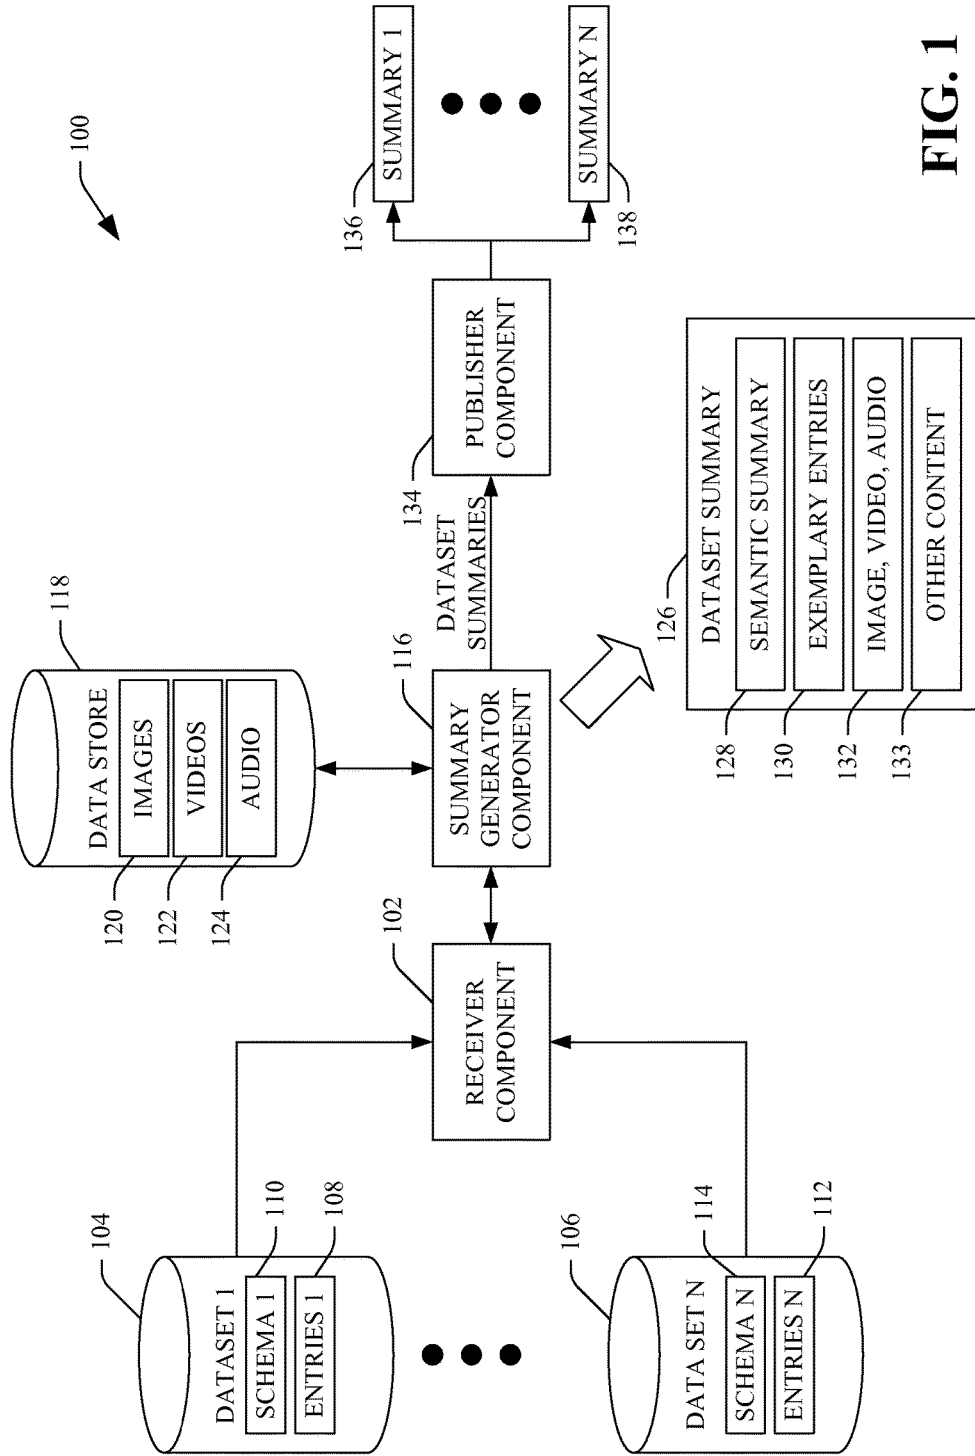 100
104
DATASET 1
SCHEMA 1
110
ENTRIES 1
108
106
DATA SET N
SCHEMA N
114
ENTRIES N
112
102
RECEIVER
COMPONENT
118
DATA STORE
IMAGES
120
VIDEOS
122
AUDIO
124
116
SUMMARY
GENERATOR
COMPONENT
DATASET
SUMMARIES
126
DATASET SUMMARY
SEMANTIC SUMMARY
128
EXEMPLARY ENTRIES
130
IMAGE, VIDEO, AUDIO
132
OTHER CONTENT
133
134
PUBLISHER
COMPONENT
136
SUMMARY 1
SUMMARY N
138
FIG. 1